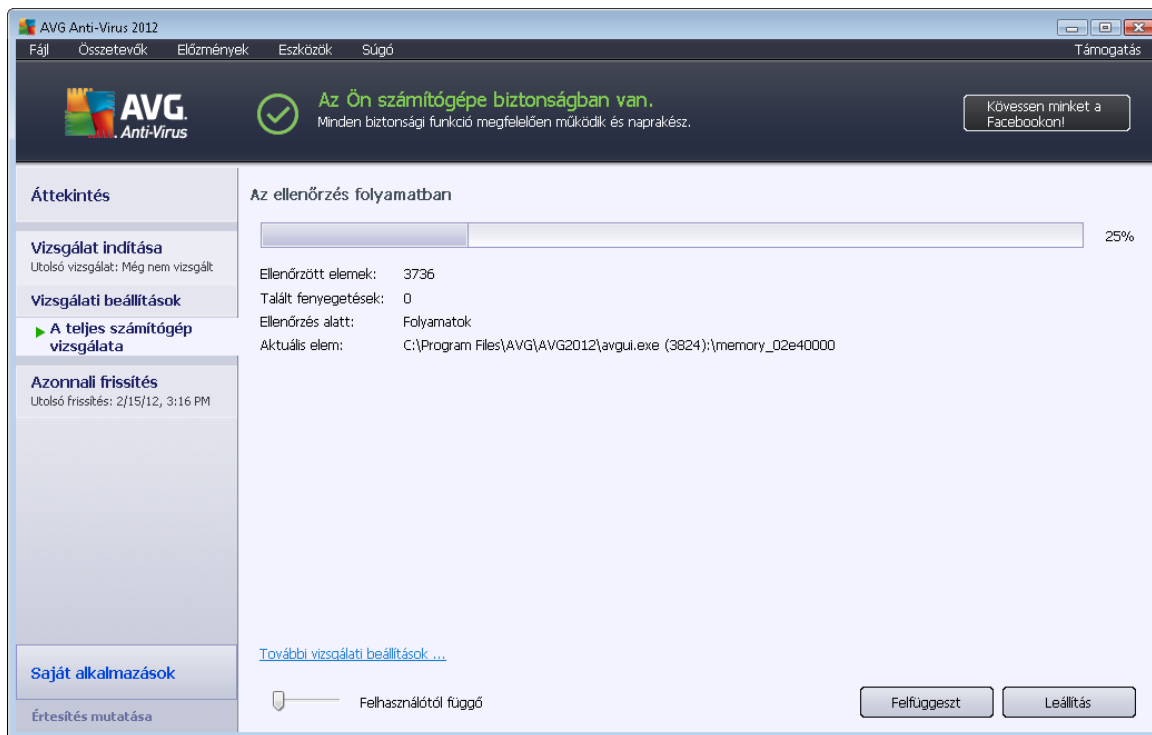 AVG Anti-Virus 2012
Fájl Összetevők Előzmények Eszközök Súgó Támogatás
AVG.
Anti-Virus
Az Ön számítógépe biztonságban van.
Minden biztonsági funkció megfelelően működik és naprakész.
Kövessen minket a
Facebookon!
Áttekintés
Vizsgálat indítása
Utolsó vizsgálat: Még nem vizsgált
Vizsgálati beállítások
A teljes számítógép
vizsgálata
Azonnali frissítés
Utolsó frissítés: 2/15/12, 3:16 PM
Saját alkalmazások
Értesítés mutatása
Az ellenőrzés folyamatban
25%
Ellenőrzött elemek: 3736
Talált fenyegetések: 0
Ellenőrzés alatt: Folyamatok
Aktuális elem: C:\Program Files\AVG\AVG2012\avgui.exe (3824):\memory_02e40000
További vizsgálati beállítások ...
Felhasználótól függő
Felfüggeszt
Leállítás